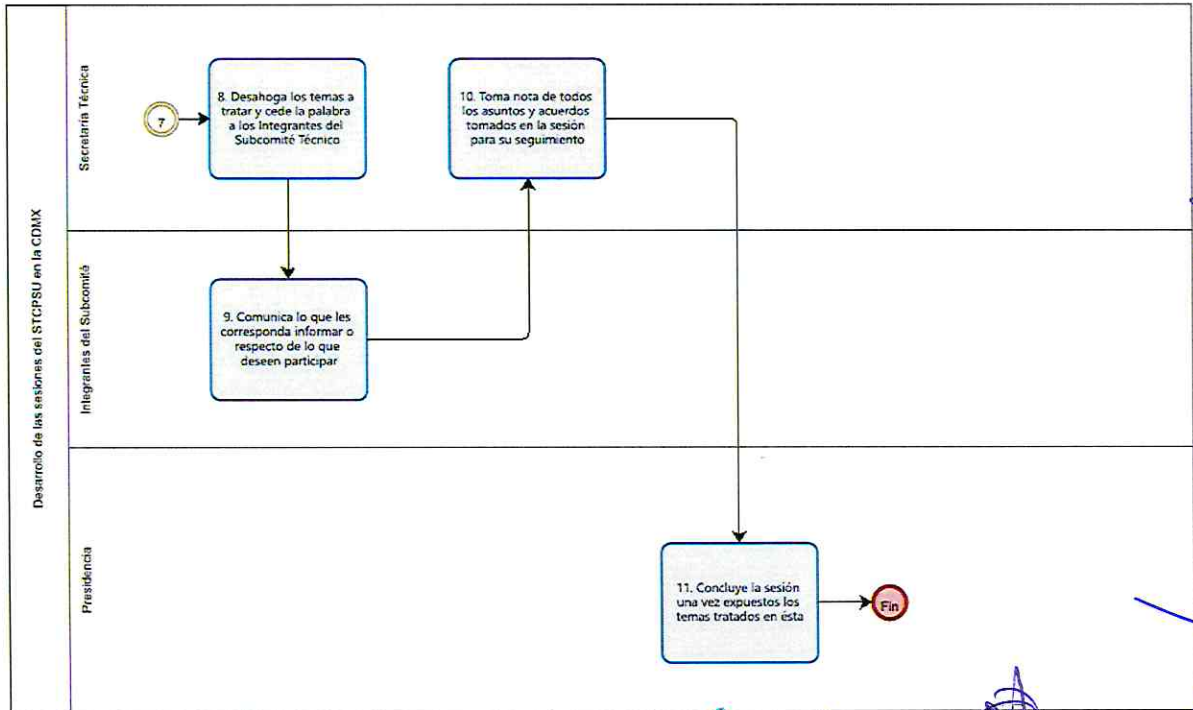 Desarrollo de las sesiones del STCPSU en la CDMX
Secretaría Técnica
7
8. Desahoga los temas a
tratar y cede la palabra
a los Integrantes del
Subcomité Técnico
10. Toma nota de todos
los asuntos y acuerdos
tomados en la sesión
para su seguimiento
Integrantes del Subcomité
9. Comunica lo que les
corresponda informar o
respecto de lo que
deseen participar
Presidencia
11. Concluye la sesión
una vez expuestos los
temas tratados en ésta
Fin